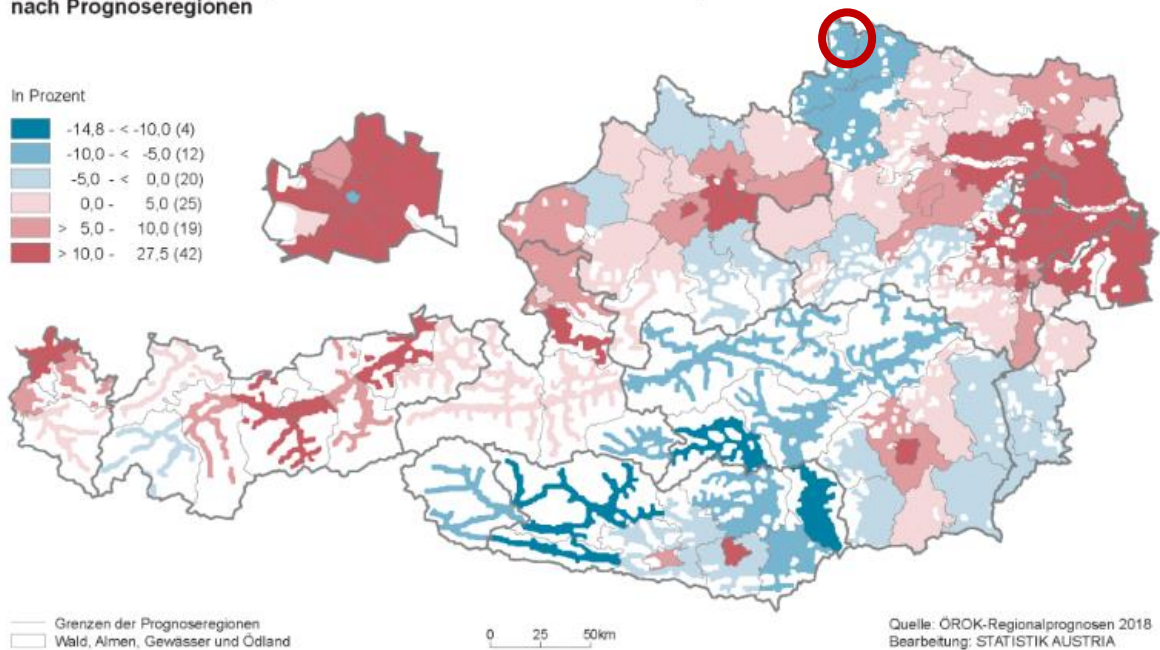 nach Prognoseregionen
In Prozent
-14,8 - < -10,0 (4)
-10,0 - < -5,0 (12)
-5,0 - < 0,0 (20)
0,0 - 5,0 (25)
> 5,0 - 10,0 (19)
> 10,0 - 27,5 (42)
Grenzen der Prognoseregionen
Wald, Almen, Gewässer und Ödland
0 25 50km
Quelle: ÖROK-Regionalprognosen 2018
Bearbeitung: STATISTIK AUSTRIA